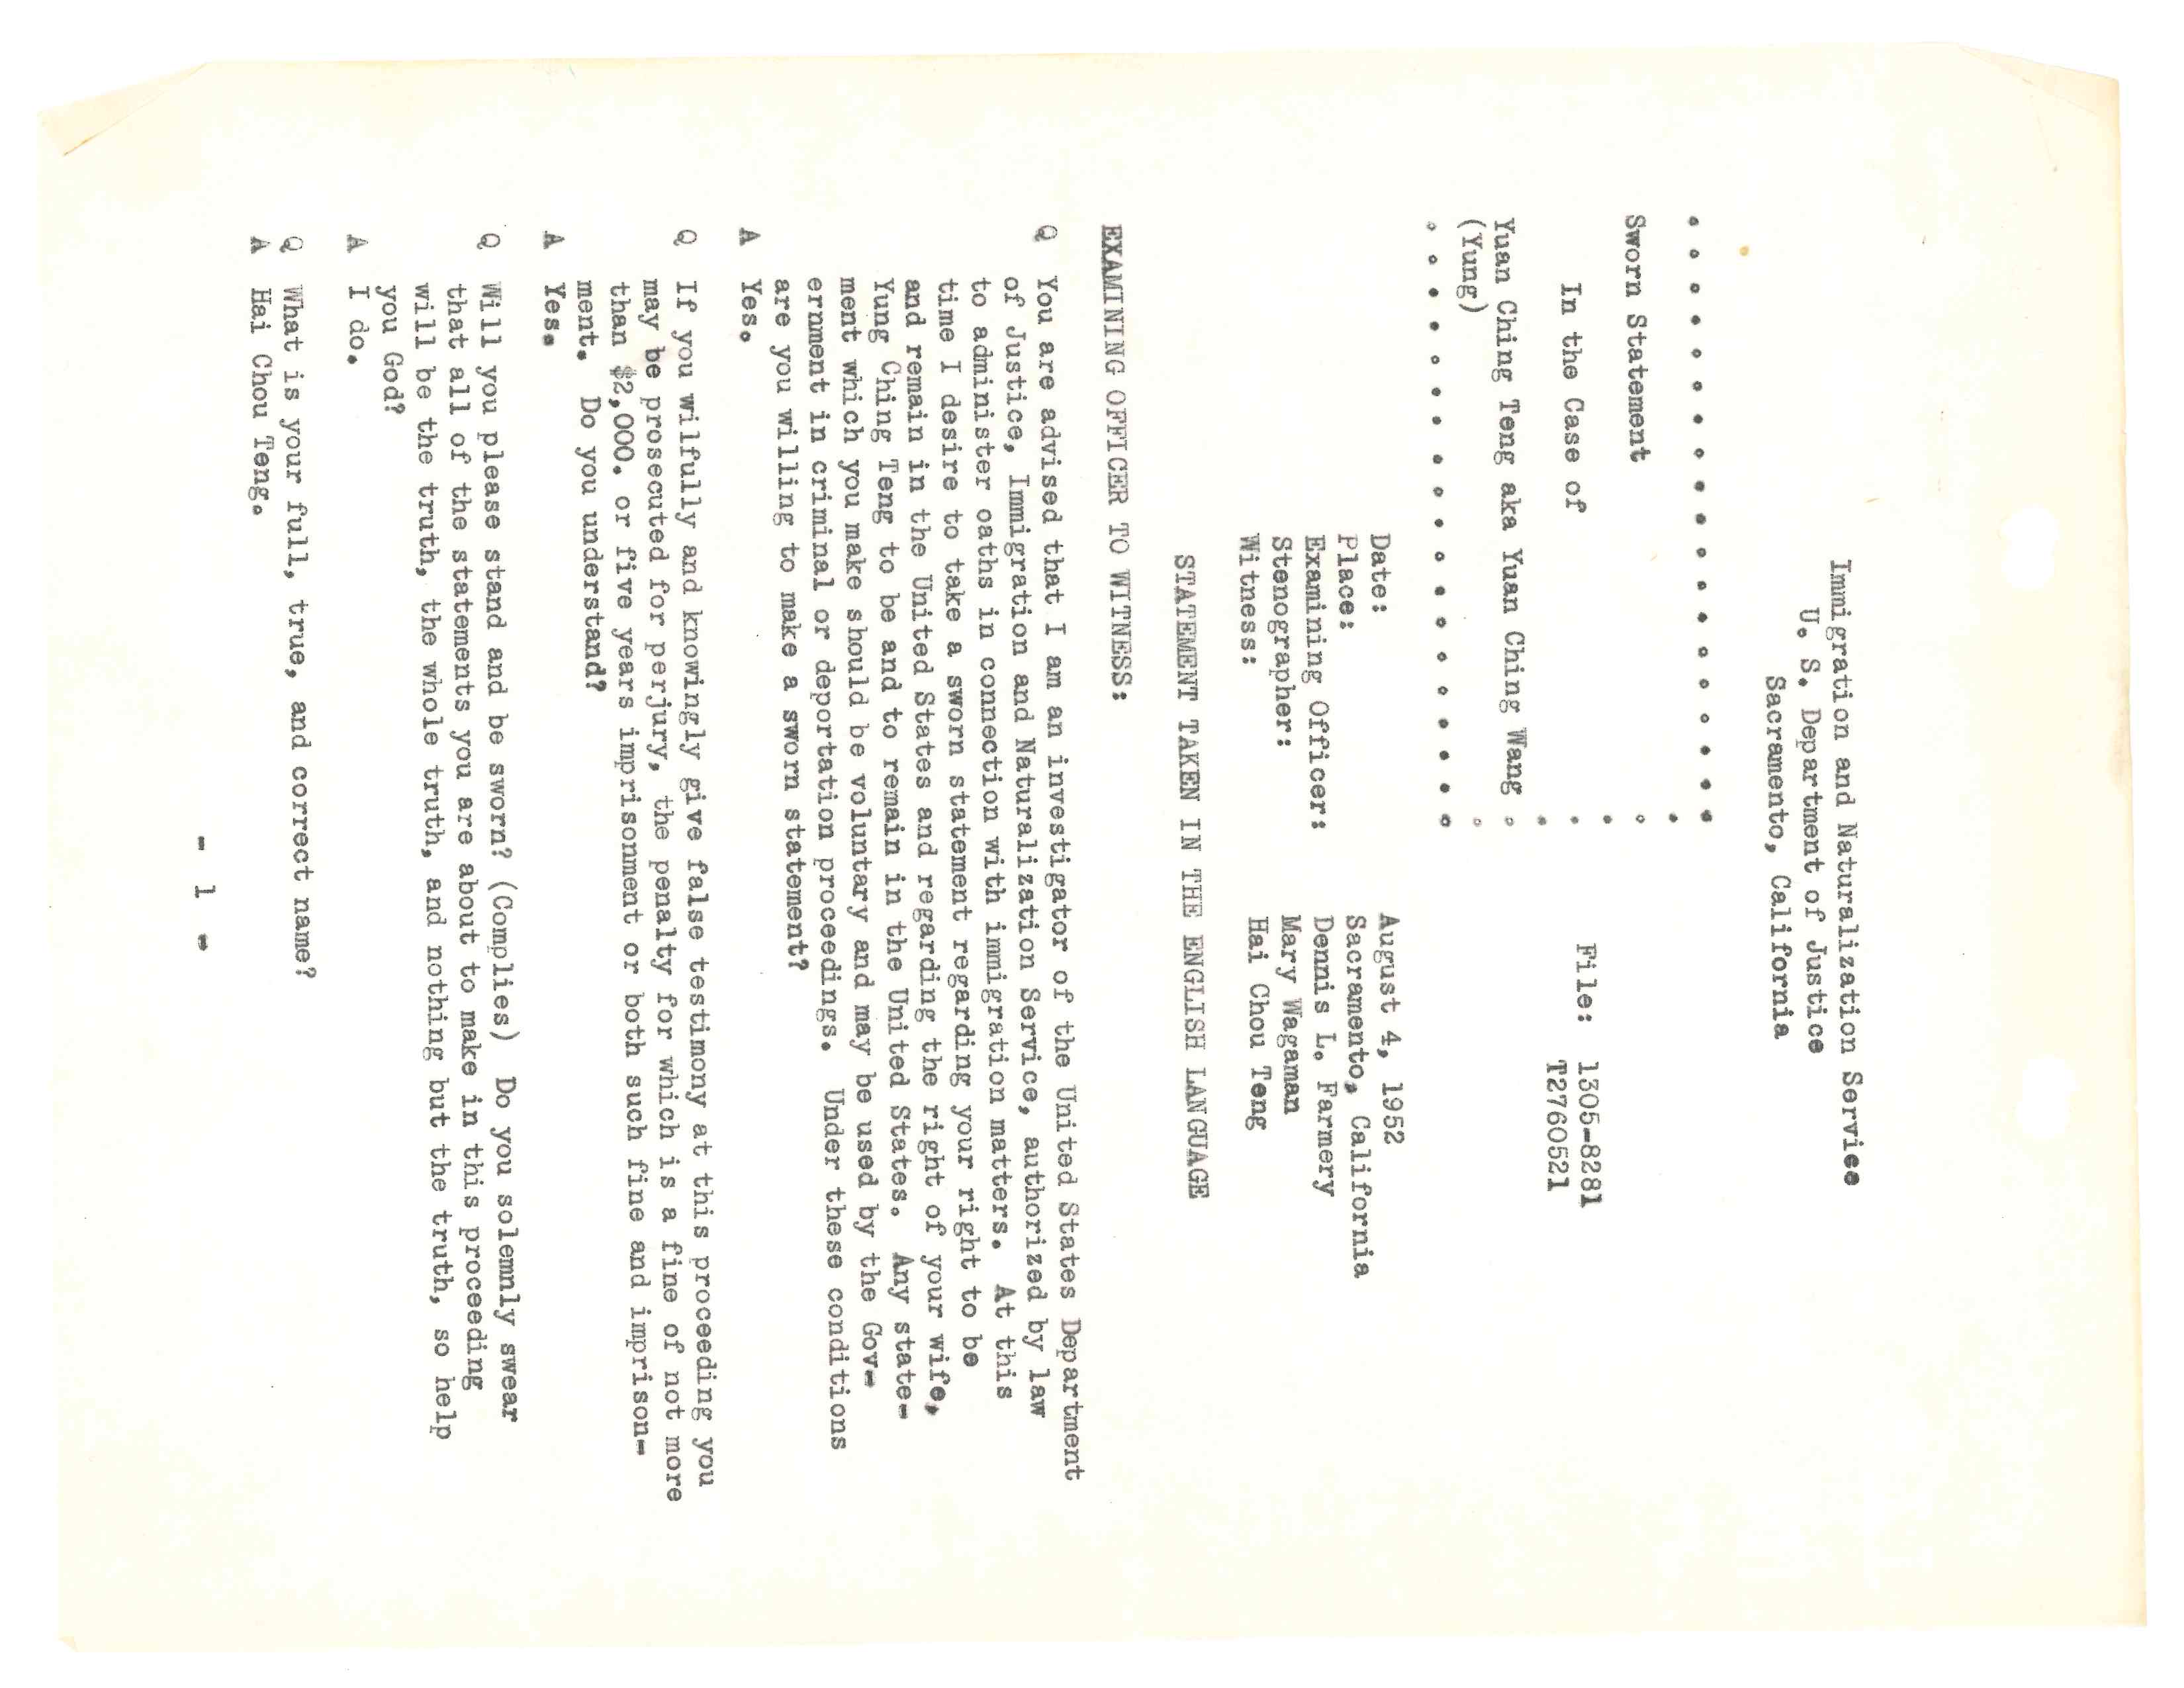 Immigration and Naturalization Service
U. S. Department of Justice
Sacramento, California
Sworn Statement
In the Case of
Yuan Ching Teng aka Yuan Ching Wang
(Yung)
File: 1305-8281
T2760521
Date: August 4, 1952
Place: Sacramento, California
Examining Officer: Dennis L. Farmery
Stenographer: Mary Wagaman
Witness: Hai Chou Teng
STATEMENT TAKEN IN THE ENGLISH LANGUAGE
EXAMINING OFFICER TO WITNESS:
Q You are advised that I am an investigator of the United States Department
of Justice, Immigration and Naturalization Service, authorized by law
to administer oaths in connection with immigration matters. At this
time I desire to take a sworn statement regarding your right to be
and remain in the United States and regarding the right of your wife,
Yung Ching Teng to be and to remain in the United States. Any state-
ment which you make should be voluntary and may be used by the Gov-
ernment in criminal or deportation proceedings. Under these conditions
are you willing to make a sworn statement?
A Yes.
Q If you wilfully and knowingly give false testimony at this proceeding you
may be prosecuted for perjury, the penalty for which is a fine of not more
than $2,000. or five years imprisonment or both such fine and imprison-
ment. Do you understand?
A Yes.
Q Will you please stand and be sworn? (Complies) Do you solemnly swear
that all of the statements you are about to make in this proceeding
will be the truth, the whole truth, and nothing but the truth, so help
you God?
A I do.
Q What is your full, true, and correct name?
A Hai Chou Teng.
- 1 -